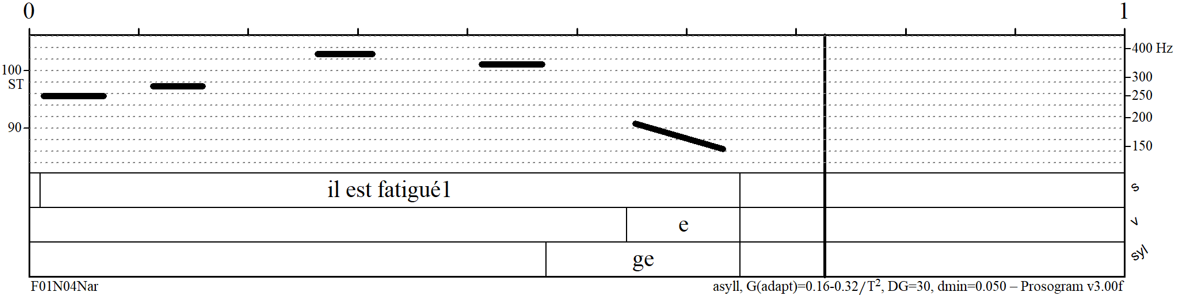 0 1
400 Hz
100 300
ST
250
200
90
150
il est fatigué1 s
e v
ge syl
F01N04Nar asyll, G(adapt)=0.16-0.32/T², DG=30, dmin=0.050 – Prosogram v3.00f